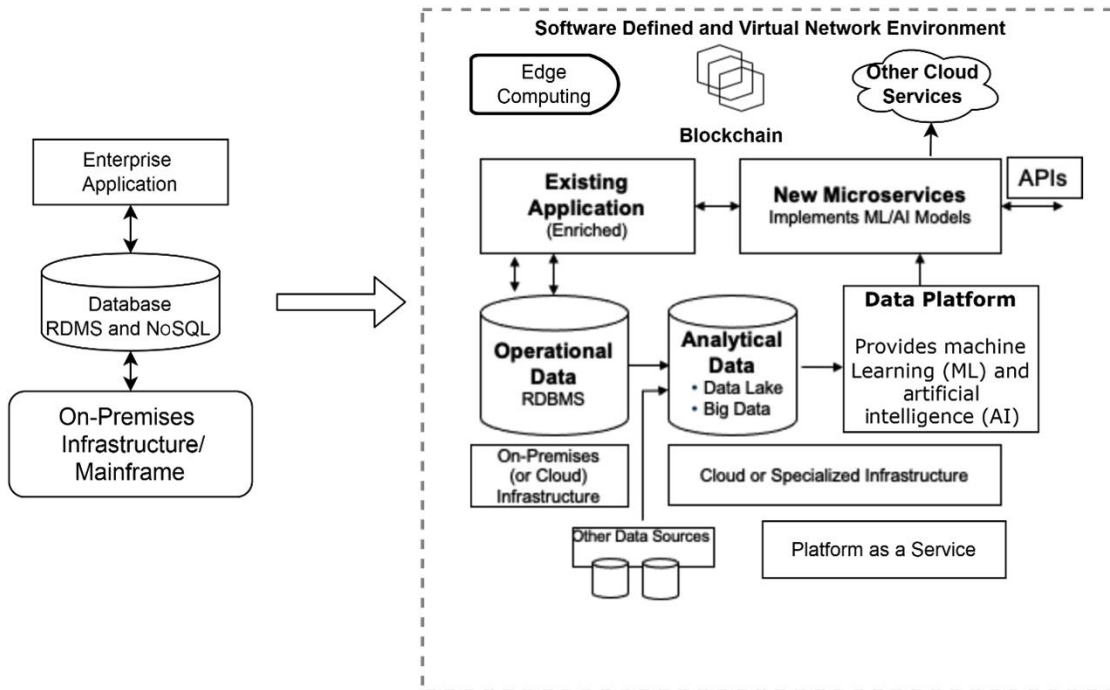 Enterprise
Application
Database
RDMS and NoSQL
On-Premises
Infrastructure/
Mainframe
Software Defined and Virtual Network Environment
Edge
Computing
Blockchain
Other Cloud
Services
Existing
Application
(Enriched)
New Microservices
Implements ML/AI Models
APIs
Operational
Data
RDBMS
Analytical
Data
• Data Lake
• Big Data
Data Platform
Provides machine
Learning (ML) and
artificial
intelligence (AI)
On-Premises
(or Cloud)
Infrastructure
Cloud or Specialized Infrastructure
Other Data Sources
Platform as a Service